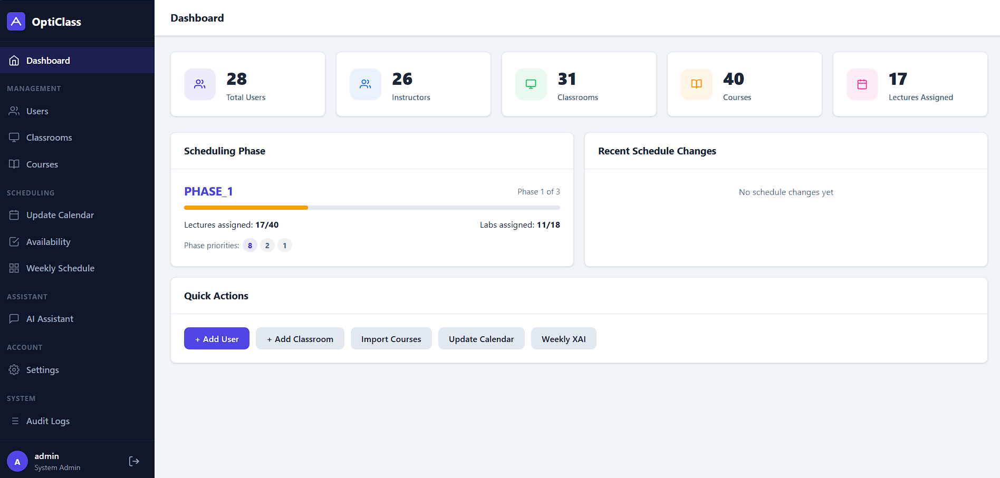 OptiClass
Dashboard
MANAGEMENT
Users
Classrooms
Courses
SCHEDULING
Update Calendar
Availability
Weekly Schedule
ASSISTANT
AI Assistant
ACCOUNT
Settings
SYSTEM
Audit Logs
A
admin
System Admin
Dashboard
28
Total Users
26
Instructors
31
Classrooms
40
Courses
17
Lectures Assigned
Scheduling Phase
PHASE_1
Phase 1 of 3
Lectures assigned: 17/40
Labs assigned: 11/18
Phase priorities: 8 2 1
Recent Schedule Changes
No schedule changes yet
Quick Actions
+ Add User
+ Add Classroom
Import Courses
Update Calendar
Weekly XAI